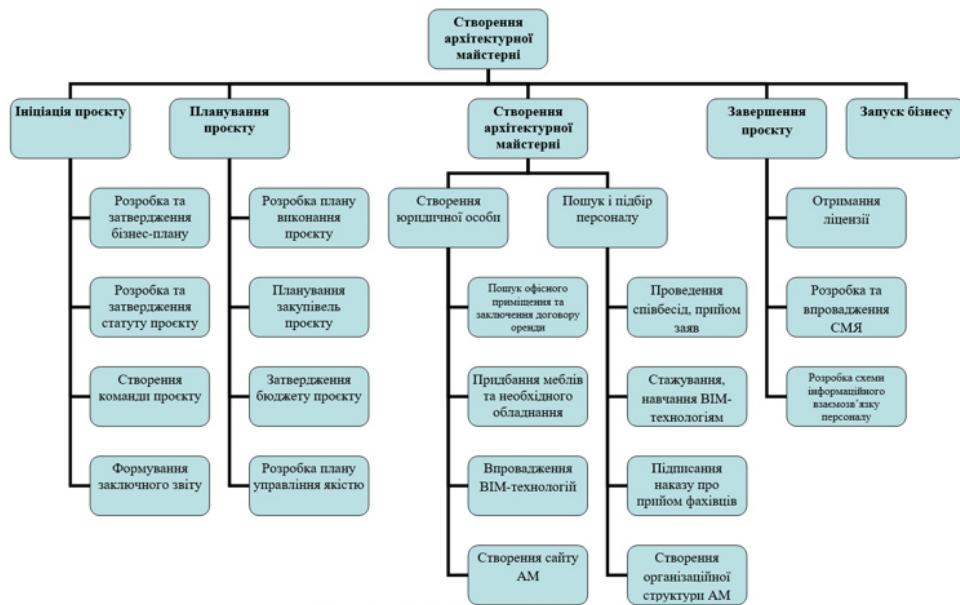 Створення
архітектурної
майстерні
Ініціація проєкту
Планування
проєкту
Створення
архітектурної
майстерні
Завершення
проєкту
Запуск бізнесу
Розробка та
затвердження
бізнес-плану
Розробка та
затвердження
статуту проєкту
Створення
команди проєкту
Формування
заключного звіту
Розробка плану
виконання
проєкту
Планування
закупівель
проєкту
Затвердження
бюджету проєкту
Розробка плану
управління якістю
Створення
юридичної особи
Пошук офісного
приміщення та
заключення договору
оренди
Придбання меблів
та необхідного
обладнання
Впровадження
BIM-технологій
Створення сайту
АМ
Пошук і підбір
персоналу
Проведення
співбесід, прийом
заяв
Стажування,
навчання BIM-
технологіям
Підписання
наказу про
прийом фахівців
Створення
організаційної
структури АМ
Отримання
ліцензії
Розробка та
впровадження
СМЯ
Розробка схеми
інформаційного
взаємозв'язку
персоналу